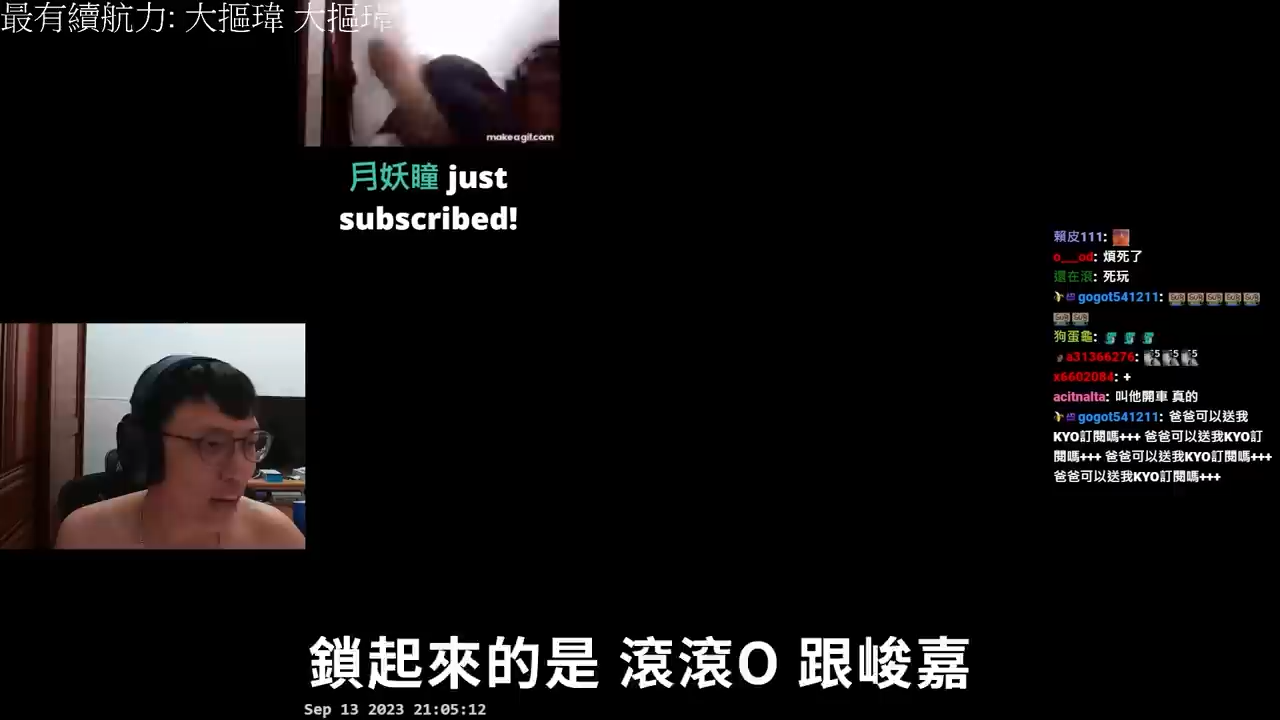 最有續航力: 大摳瑋 大摳瑋
makeagif.com
月妖瞳 just
subscribed!
賴皮111:
o___od: 煩死了
還在滾: 死玩
gogot541211:
狗蛋龜:
a31366276:
x6602084: +
acitnalta: 叫他開車 真的
gogot541211: 爸爸可以送我
KYO訂閱嗎+++ 爸爸可以送我KYO訂
閱嗎+++ 爸爸可以送我KYO訂閱嗎+++
爸爸可以送我KYO訂閱嗎+++
鎖起來的是 滾滾O 跟峻嘉
Sep 13 2023 21:05:12